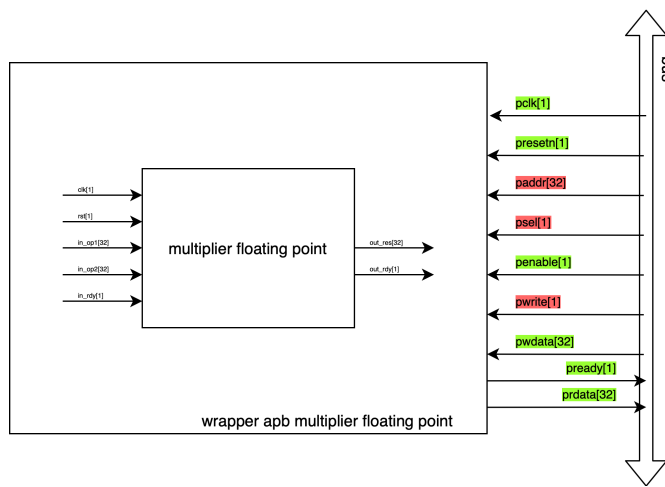 bus
pclk[1]
presetn[1]
paddr[32]
psel[1]
penable[1]
pwrite[1]
pwdata[32]
pready[1]
prdata[32]
clk[1]
rst[1]
in_op1[32]
in_op2[32]
in_rdy[1]
multiplier floating point
out_res[32]
out_rdy[1]
wrapper apb multiplier floating point